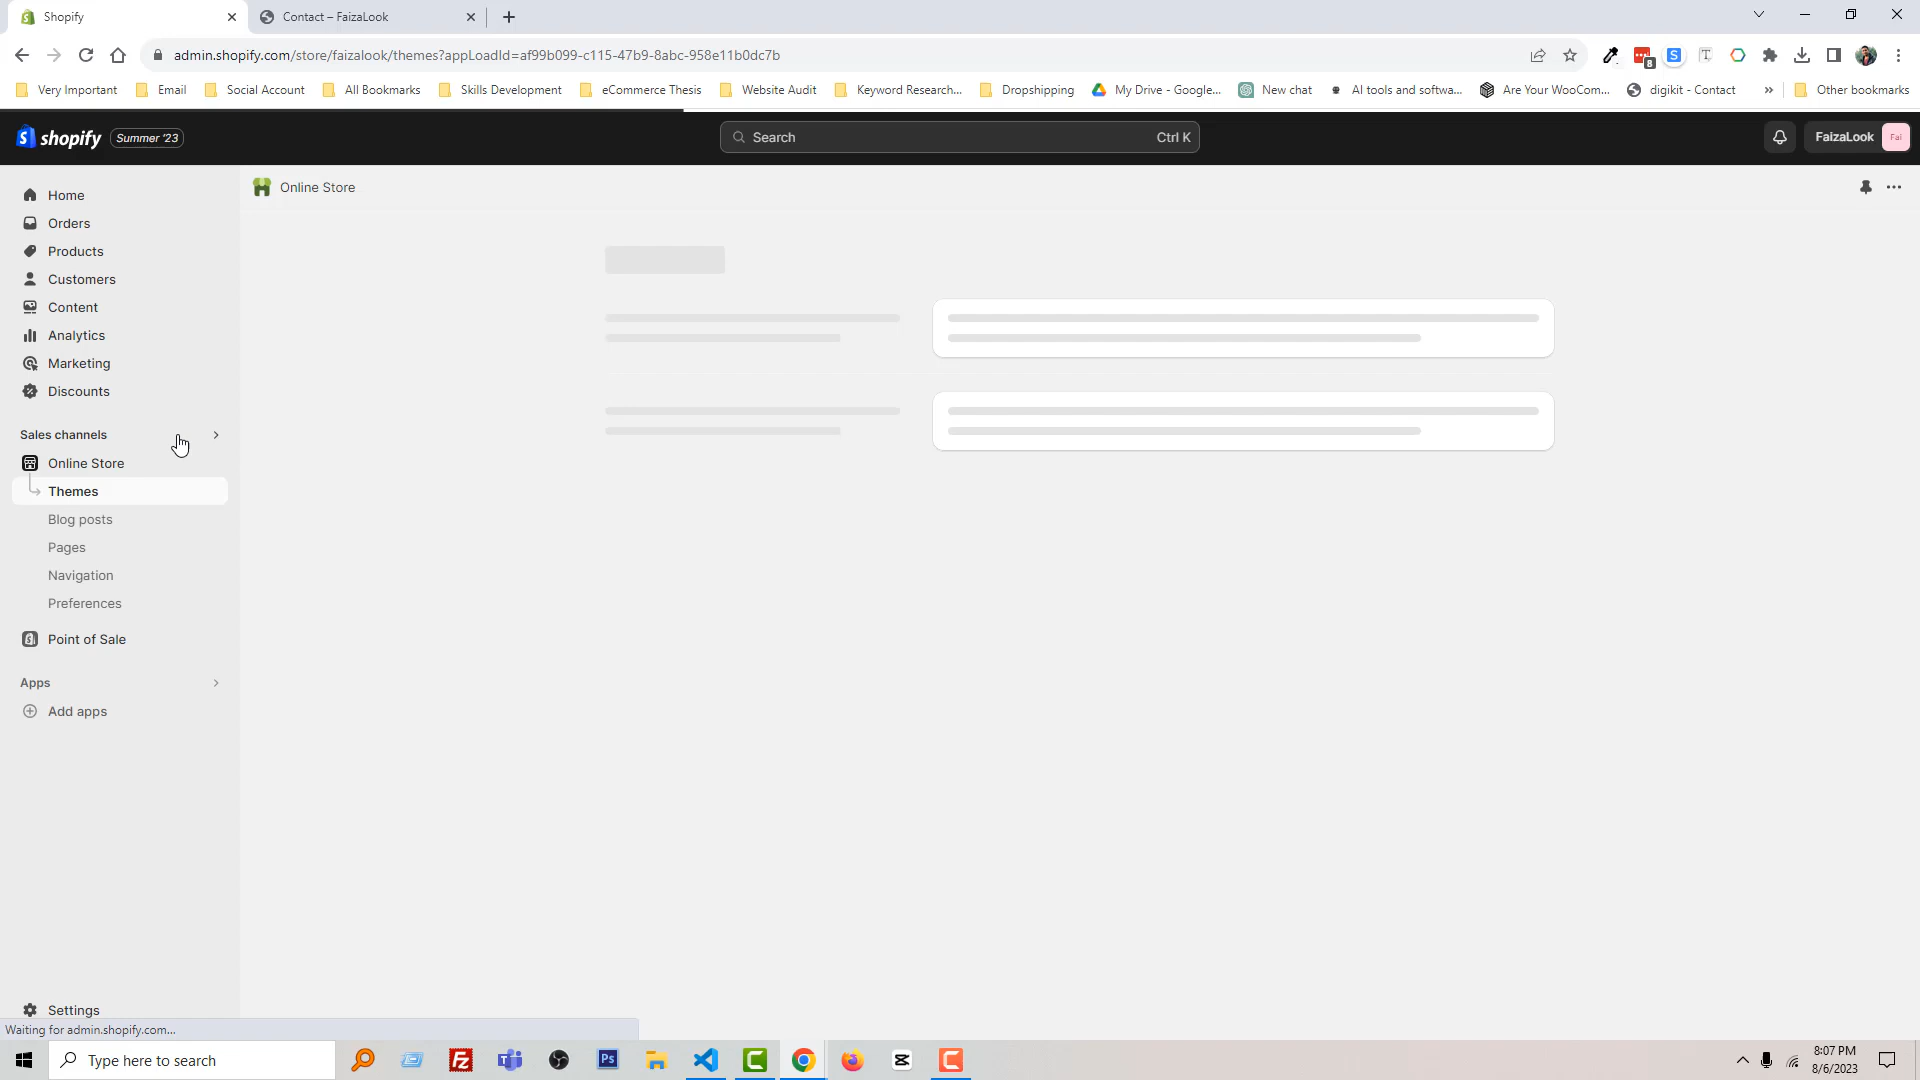 Shopify
Contact – FaizaLook
admin.shopify.com/store/faizalook/themes?appLoadId=af99b099-c115-47b9-8abc-958e11b0dc7b
8
S
Very Important
Email
Social Account
All Bookmarks
Skills Development
eCommerce Thesis
Website Audit
Keyword Research...
Dropshipping
My Drive - Google...
New chat
AI tools and softwa...
Are Your WooCom...
digikit - Contact
»
Other bookmarks
shopify
Summer '23
Search
Ctrl K
FaizaLook
Fai
Home
Online Store
Orders
Products
Customers
Content
Analytics
Marketing
Discounts
Sales channels
Online Store
Themes
Blog posts
Pages
Navigation
Preferences
Point of Sale
Apps
Add apps
Settings
Waiting for admin.shopify.com...
Type here to search
Ps
8:07 PM
8/6/2023